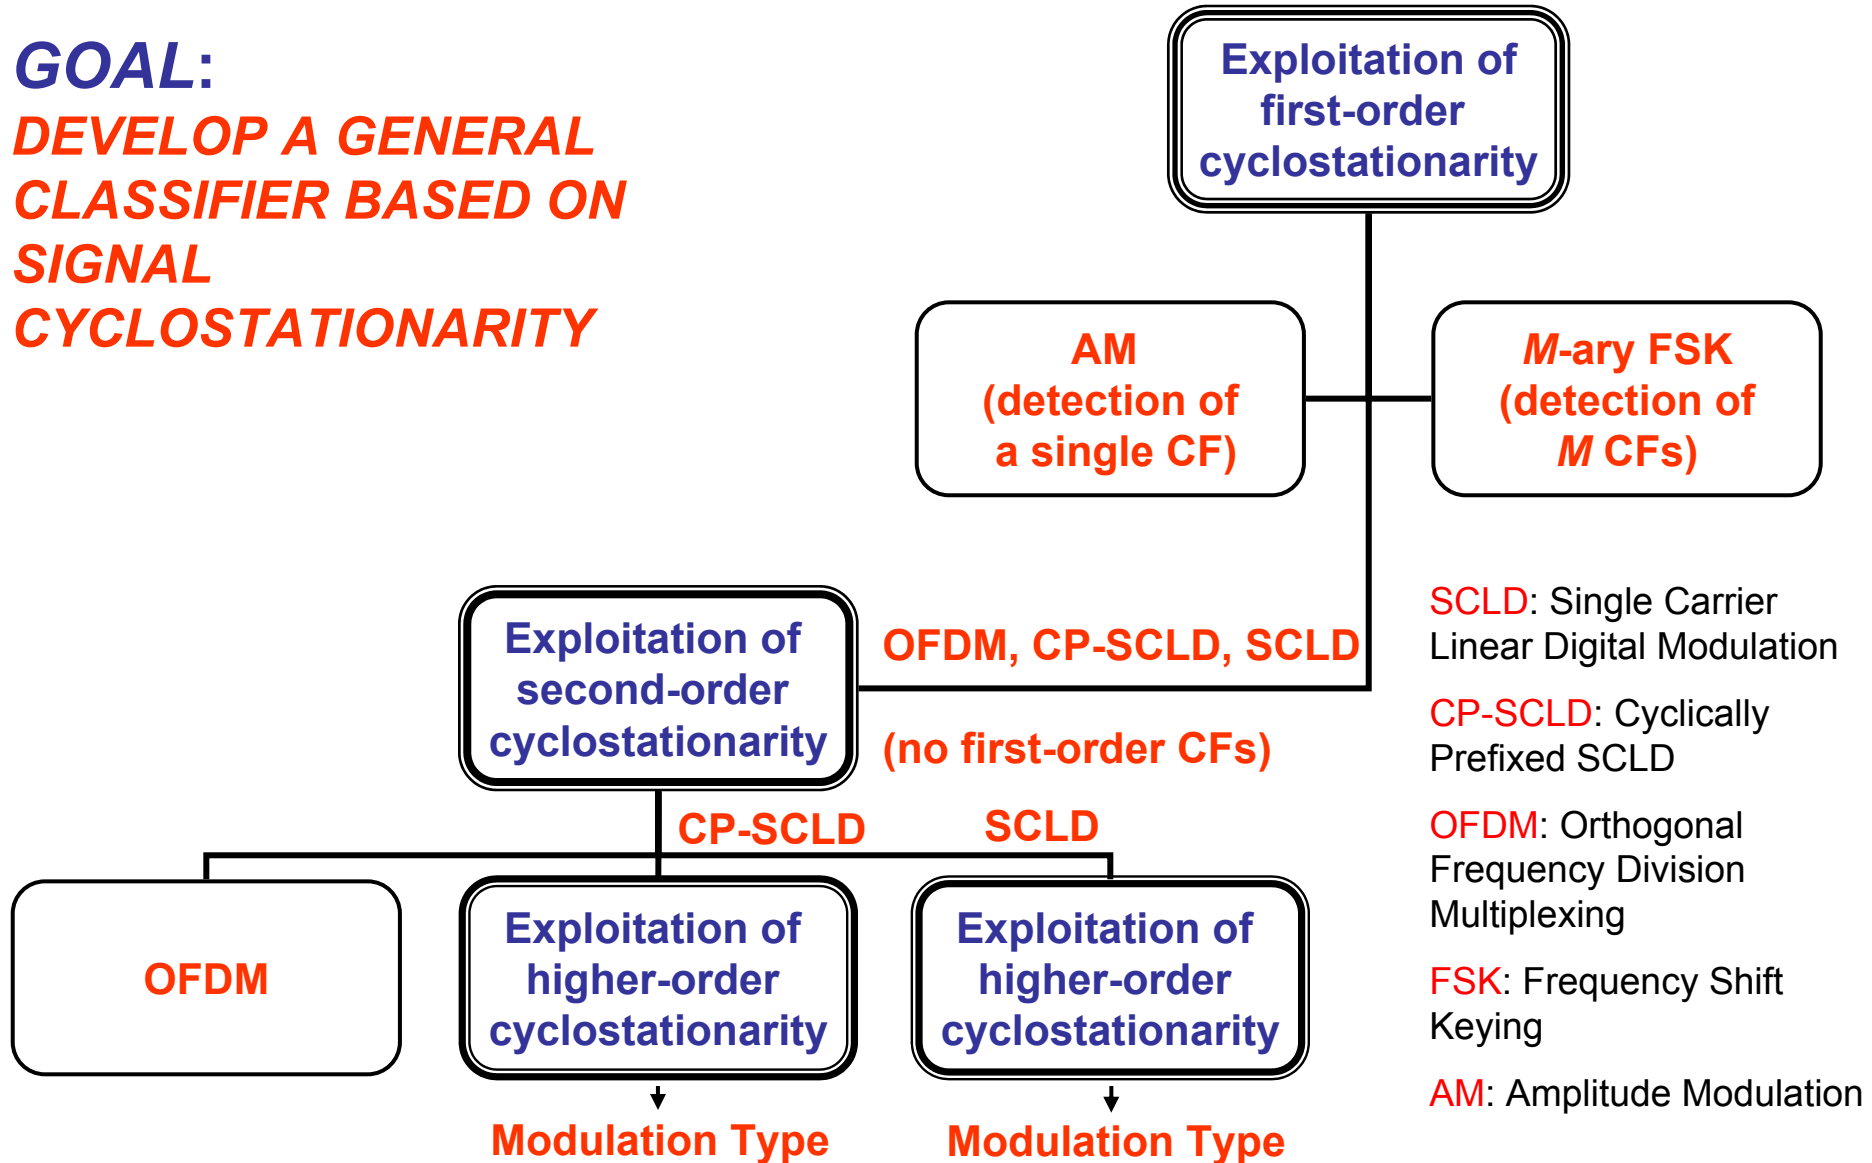 GOAL:
DEVELOP A GENERAL
CLASSIFIER BASED ON
SIGNAL
CYCLOSTATIONARITY
Exploitation of
first-order
cyclostationarity
AM
(detection of
a single CF)
M-ary FSK
(detection of
M CFs)
Exploitation of
second-order
cyclostationarity
OFDM, CP-SCLD, SCLD
(no first-order CFs)
CP-SCLD
SCLD
OFDM
Exploitation of
higher-order
cyclostationarity
Exploitation of
higher-order
cyclostationarity
Modulation Type
Modulation Type
SCLD: Single Carrier
Linear Digital Modulation
CP-SCLD: Cyclically
Prefixed SCLD
OFDM: Orthogonal
Frequency Division
Multiplexing
FSK: Frequency Shift
Keying
AM: Amplitude Modulation